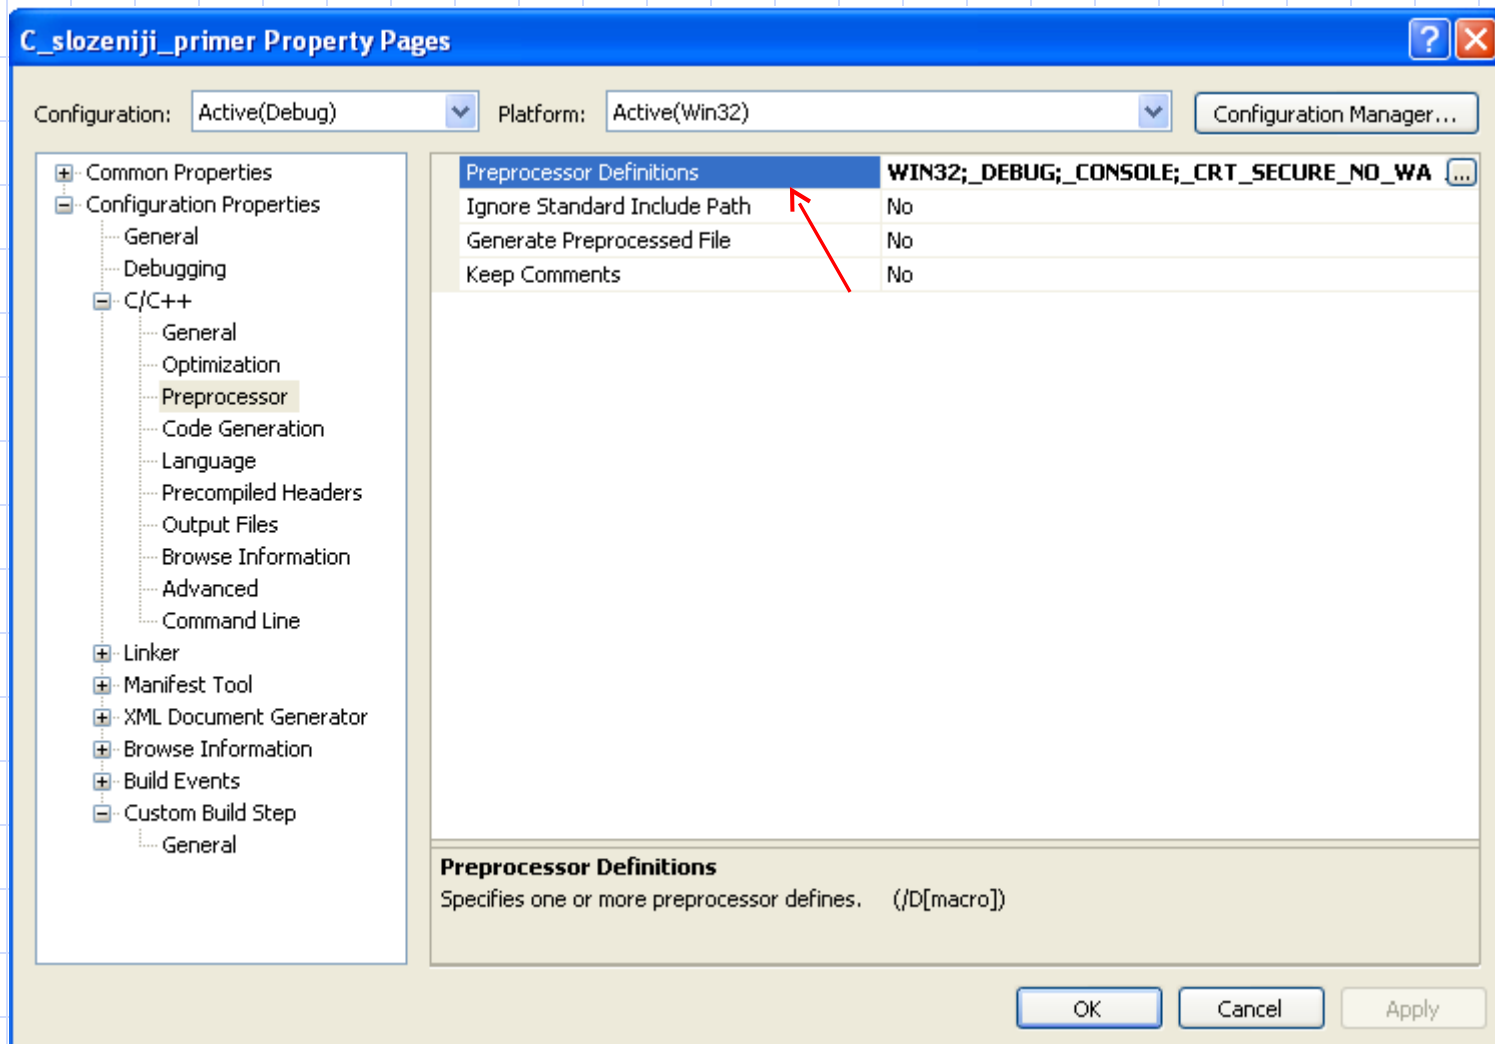 C_slozeniji_primer Property Pages
Configuration: Active(Debug) Platform: Active(Win32) Configuration Manager...
Common Properties
Configuration Properties
General
Debugging
C/C++
General
Optimization
Preprocessor
Code Generation
Language
Precompiled Headers
Output Files
Browse Information
Advanced
Command Line
Linker
Manifest Tool
XML Document Generator
Browse Information
Build Events
Custom Build Step
General
Preprocessor Definitions WIN32;_DEBUG;_CONSOLE;_CRT_SECURE_NO_WA ...
Ignore Standard Include Path No
Generate Preprocessed File No
Keep Comments No
Preprocessor Definitions
Specifies one or more preprocessor defines. (/D[macro])
OK Cancel Apply